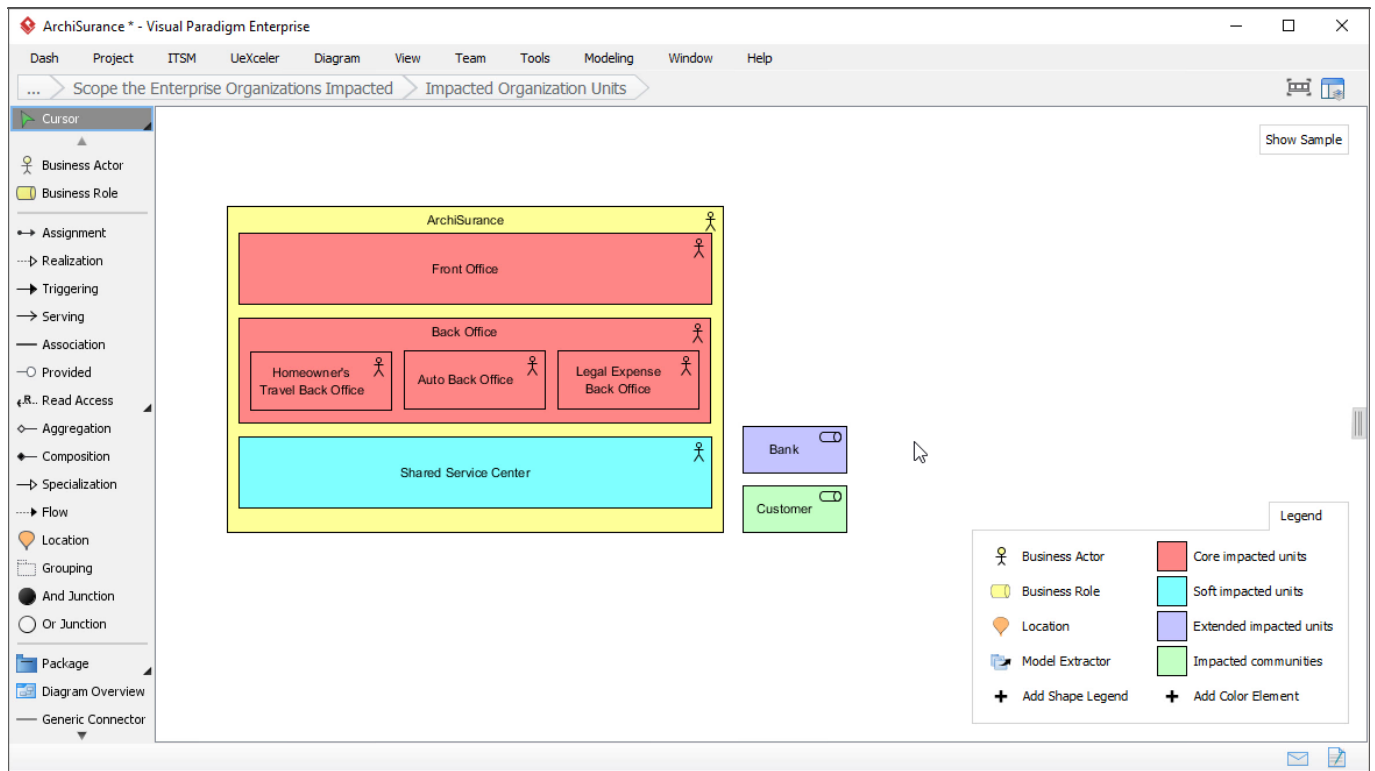 ArchiSurance * - Visual Paradigm Enterprise
Dash Project ITSM UeXceler Diagram View Team Tools Modeling Window Help
... Scope the Enterprise Organizations Impacted Impacted Organization Units
Cursor
Business Actor
Business Role
Assignment
Realization
Triggering
Serving
Association
Provided
R.. Read Access
Aggregation
Composition
Specialization
Flow
Location
Grouping
And Junction
Or Junction
Package
Diagram Overview
Generic Connector
Show Sample
ArchiSurance
Front Office
Back Office
Homeowner's
Travel Back Office
Auto Back Office
Legal Expense
Back Office
Shared Service Center
Bank
Customer
Legend
Business Actor Core impacted units
Business Role Soft impacted units
Location Extended impacted units
Model Extractor Impacted communities
Add Shape Legend Add Color Element